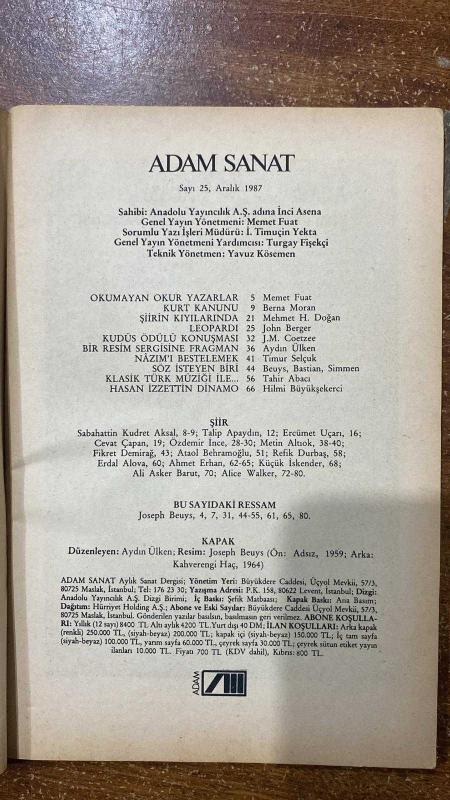 ADAM SANAT
Sayı 25, Aralık 1987
Sahibi: Anadolu Yayıncılık A.Ş. adına İnci Asena
Genel Yayın Yönetmeni: Memet Fuat
Sorumlu Yazı İşleri Müdürü: İ. Timuçin Yekta
Genel Yayın Yönetmeni Yardımcısı: Turgay Fişekçi
Teknik Yönetmen: Yavuz Kösemen
OKUMAYAN OKUR YAZARLAR 5 Memet Fuat
KURT KANUNU 9 Berna Moran
ŞİİRİN KIYILARINDA 21 Mehmet H. Doğan
LEOPARDI 25 John Berger
KUDÜS ÖDÜLÜ KONUŞMASI 32 J.M. Coetzee
BİR RESİM SERGİSİNE FRAGMAN 36 Aydın Ülken
NÂZIM'I BESTELEMEK 41 Timur Selçuk
SÖZ İSTEYEN BİRİ 44 Beuys, Bastian, Simmen
KLASİK TÜRK MÜZİĞİ İLE... 56 Tahir Abacı
HASAN İZZETTİN DİNAMO 66 Hilmi Büyükşekerci
ŞİİR
Sabahattin Kudret Aksal, 8-9; Talip Apaydın, 12; Ercümet Uçarı, 16;
Cevat Çapan, 19; Özdemir İnce, 28-30; Metin Altıok, 38-40;
Fikret Demirağ, 43; Ataol Behramoğlu, 51; Refik Durbaş, 58;
Erdal Alova, 60; Ahmet Erhan, 62-65; Küçük İskender, 68;
Ali Asker Barut, 70; Alice Walker, 72-80.
BU SAYIDAKİ RESSAM
Joseph Beuys, 4, 7, 31, 44-55, 61, 65, 80.
KAPAK
Düzenleyen: Aydın Ülken; Resim: Joseph Beuys (Ön: Adsız, 1959; Arka:
Kahverengi Haç, 1964)
ADAM SANAT Aylık Sanat Dergisi; Yönetim Yeri: Büyükdere Caddesi, Üçyol Mevkii, 57/3,
80725 Maslak, İstanbul; Tel: 176 23 30; Yazışma Adresi: P.K. 158, 80622 Levent, İstanbul; Dizgi:
Anadolu Yayıncılık A.Ş. Dizgi Birimi; İç Baskı: Şefik Matbaası; Kapak Baskı: Ana Basım;
Dağıtım: Hürriyet Holding A.Ş.; Abone ve Eski Sayılar: Büyükdere Caddesi, Üçyol Mevkii, 57/3,
80725 Maslak, İstanbul. Gönderilen yazılar basılsın, basılmasın geri verilmez. ABONE KOŞULLA-
RI: Yıllık (12 sayı) 8400 TL. Altı aylık 4200 TL. Yurt dışı 40 DM; İLAN KOŞULLARI: Arka kapak
(renkli) 250.000 TL, (siyah-beyaz) 200.000 TL; kapak içi (siyah-beyaz) 150.000 TL; İç tam sayfa
(siyah-beyaz) 100.000 TL, yarım sayfa 60.000 TL, çeyrek sayfa 30.000 TL; çeyrek sütun etiket yayın
ilanları 10.000 TL. Fiyatı 700 TL (KDV dahil), Kıbrıs: 800 TL.
ADAM